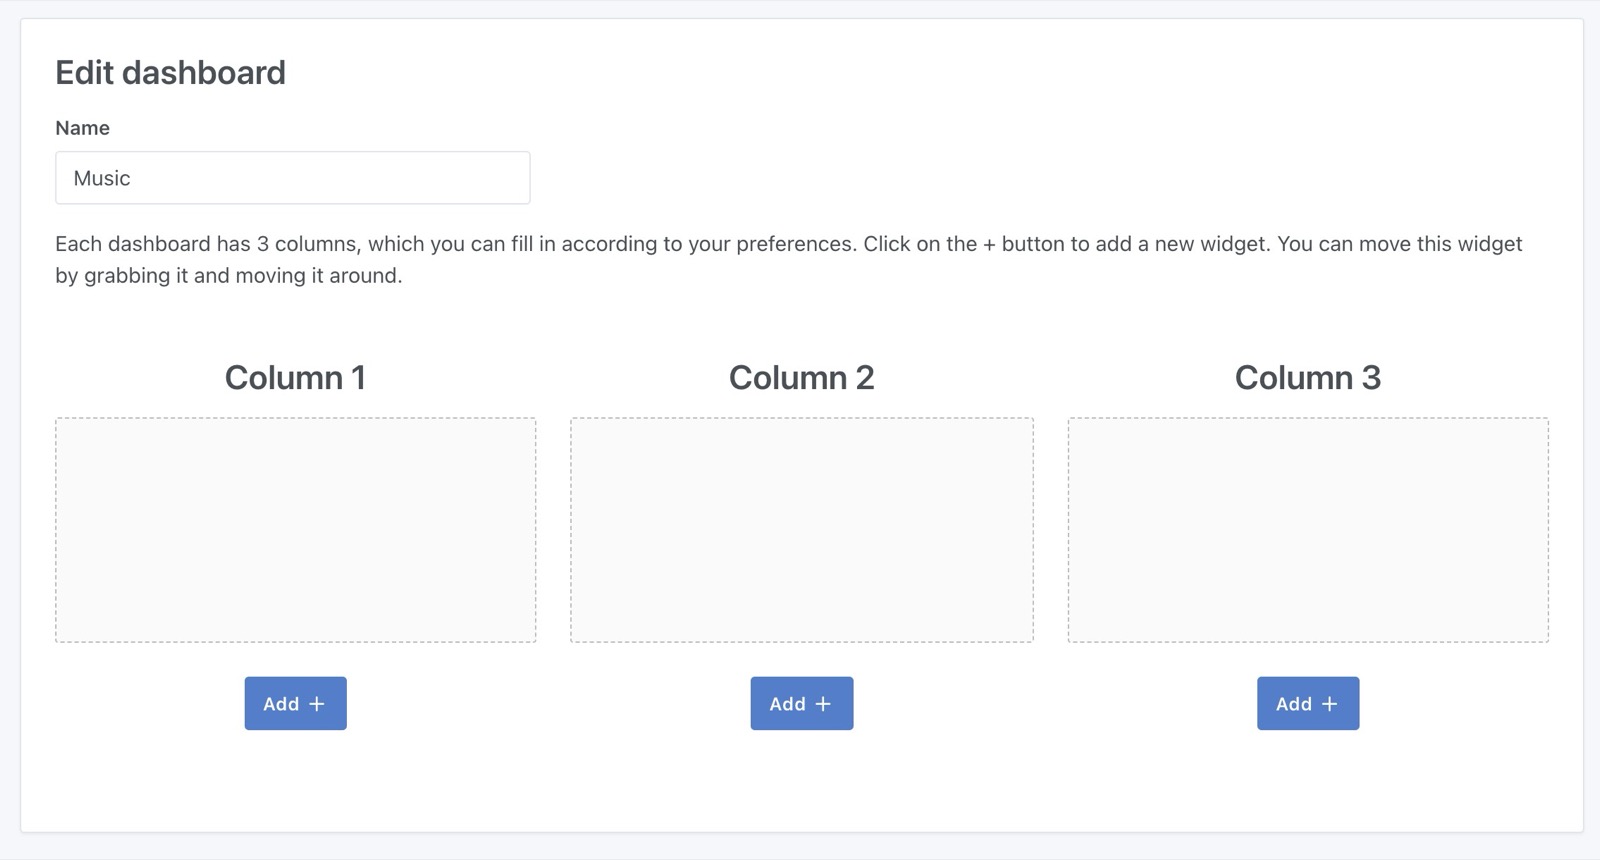 Edit dashboard
Name
Music
Each dashboard has 3 columns, which you can fill in according to your preferences. Click on the + button to add a new widget. You can move this widget
by grabbing it and moving it around.
Column 1
Column 2
Column 3
Add +
Add +
Add +